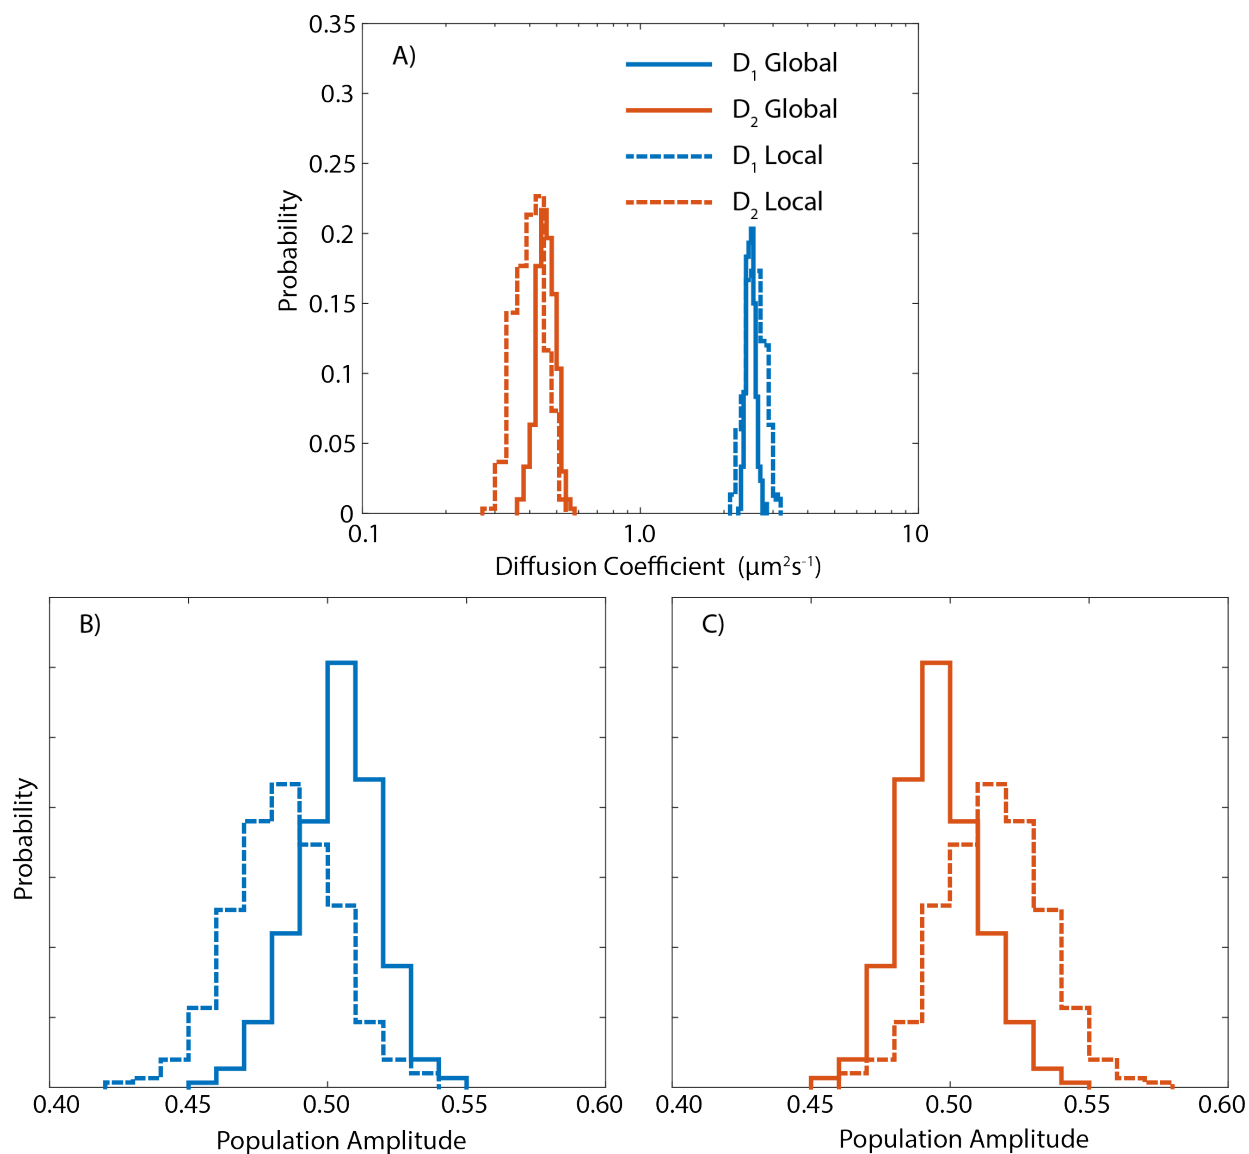 0.35
A)
D1 Global
0.3
D2 Global
0.25
D1 Local
0.2
D2 Local
0.15
0.1
0.05
0
Probability
0.1 1.0 10
Diffusion Coefficient (µm²s⁻¹)
B)
Probability
0.40 0.45 0.50 0.55 0.60
Population Amplitude
C)
0.40 0.45 0.50 0.55 0.60
Population Amplitude